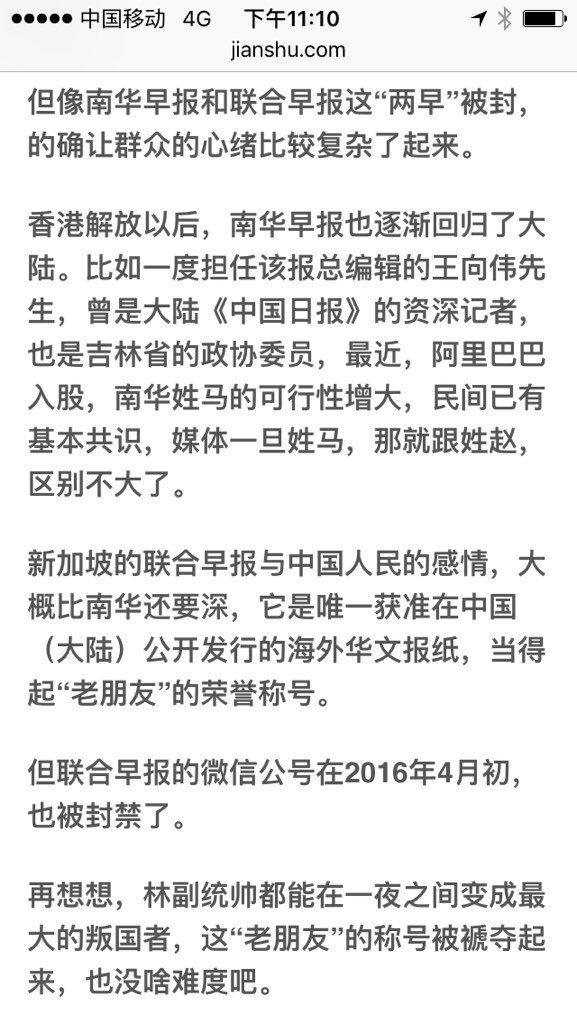 中国移动 4G 下午11:10
jianshu.com
但像南华早报和联合早报这“两早”被封，
的确让群众的心绪比较复杂了起来。
香港解放以后，南华早报也逐渐回归了大
陆。比如一度担任该报总编辑的王向伟先
生，曾是大陆《中国日报》的资深记者，
也是吉林省的政协委员，最近，阿里巴巴
入股，南华姓马的可行性增大，民间已有
基本共识，媒体一旦姓马，那就跟姓赵，
区别不大了。
新加坡的联合早报与中国人民的感情，大
概比南华还要深，它是唯一获准在中国
（大陆）公开发行的海外华文报纸，当得
起“老朋友”的荣誉称号。
但联合早报的微信公号在2016年4月初，
也被封禁了。
再想想，林副统帅都能在一夜之间变成最
大的叛国者，这“老朋友”的称号被褫夺起
来，也没啥难度吧。